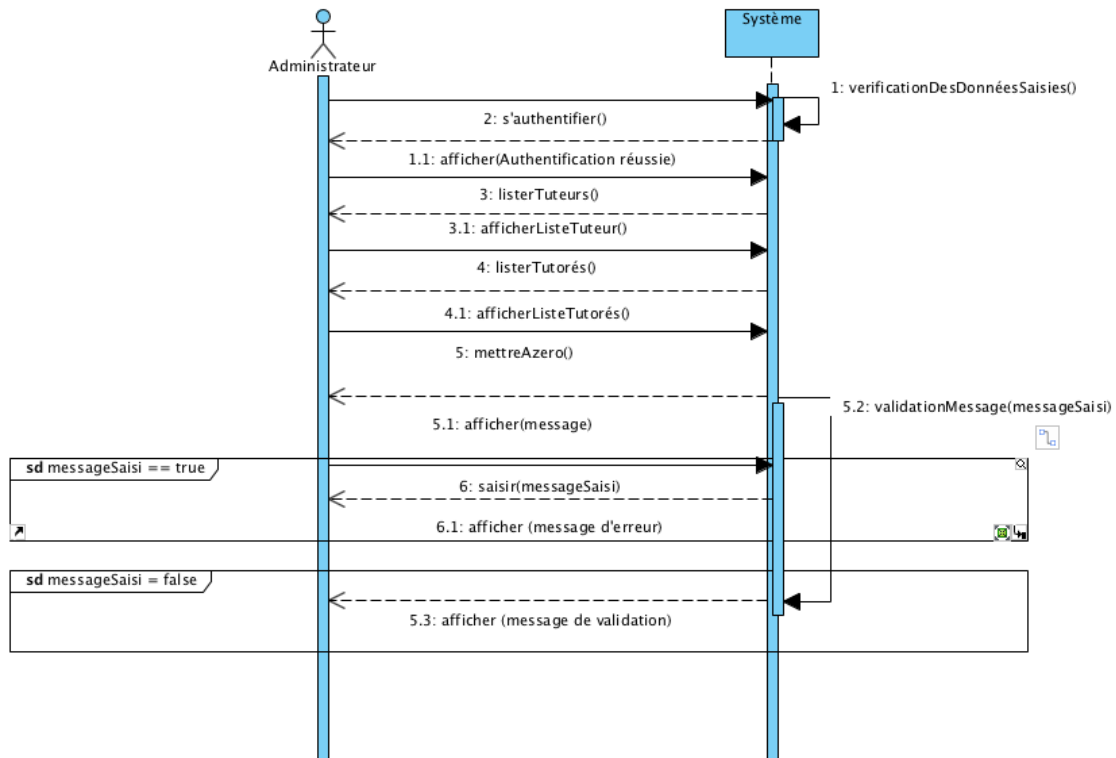 Système
Administrateur
1: verificationDesDonnéesSaisies()
2: s'authentifier()
1.1: afficher(Authentification réussie)
3: listerTuteurs()
3.1: afficherListeTuteur()
4: listerTutorés()
4.1: afficherListeTutorés()
5: mettreAzero()
5.2: validationMessage(messageSaisi)
5.1: afficher(message)
sd messageSaisi == true
6: saisir(messageSaisi)
6.1: afficher (message d'erreur)
sd messageSaisi = false
5.3: afficher (message de validation)